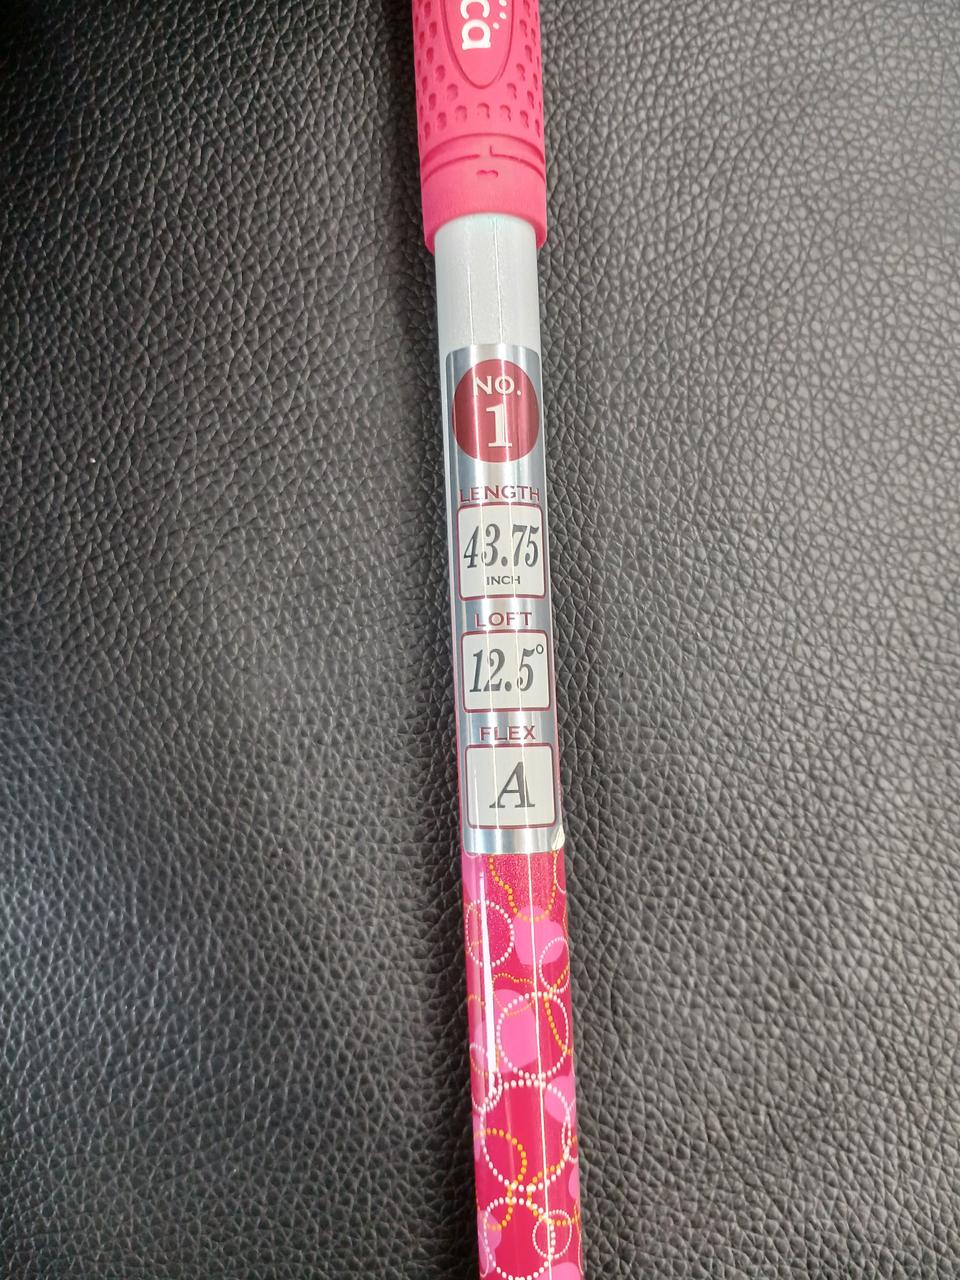 NO.
1
LENGTH
43.75
INCH
LOFT
12.5°
FLEX
A